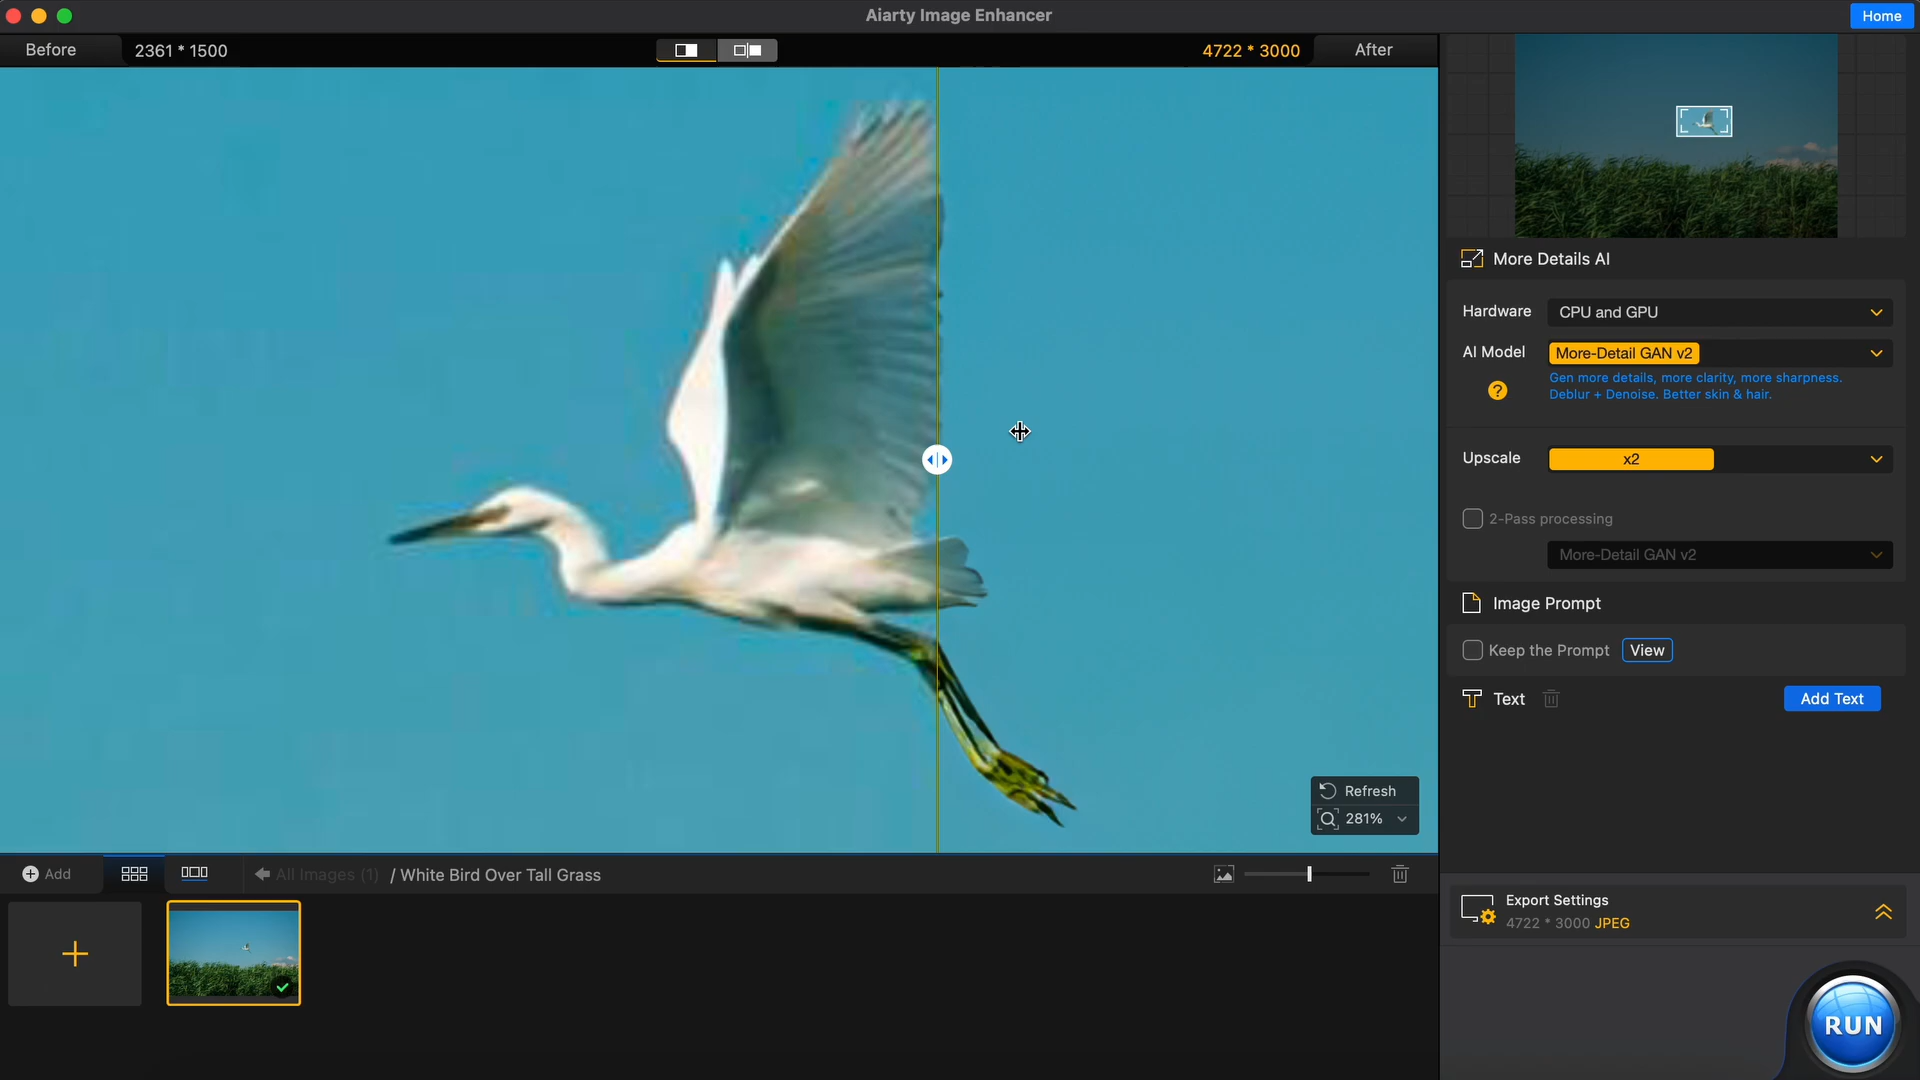 Aiarty Image Enhancer
Home
Before
2361 * 1500
4722 * 3000
After
More Details AI
Hardware
CPU and GPU
AI Model
More-Detail GAN v2
?
Gen more details, more clarity, more sharpness.
Deblur + Denoise. Better skin & hair.
Upscale
x2
2-Pass processing
More-Detail GAN v2
Image Prompt
Keep the Prompt
View
Text
Add Text
Refresh
281%
Add
All Images (1)
/ White Bird Over Tall Grass
Export Settings
4722 * 3000 JPEG
RUN